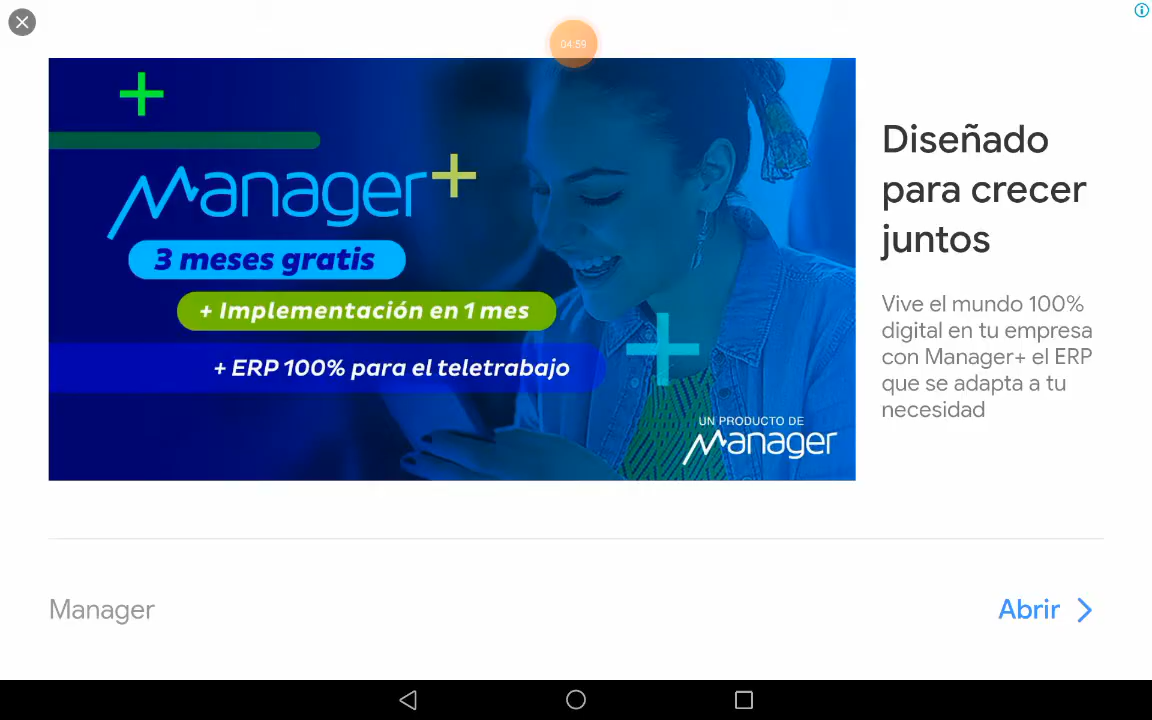 04:59
Manager+
3 meses gratis
+ Implementación en 1 mes
+ ERP 100% para el teletrabajo
UN PRODUCTO DE
Manager
Diseñado
para crecer
juntos
Vive el mundo 100%
digital en tu empresa
con Manager+ el ERP
que se adapta a tu
necesidad
Manager
Abrir